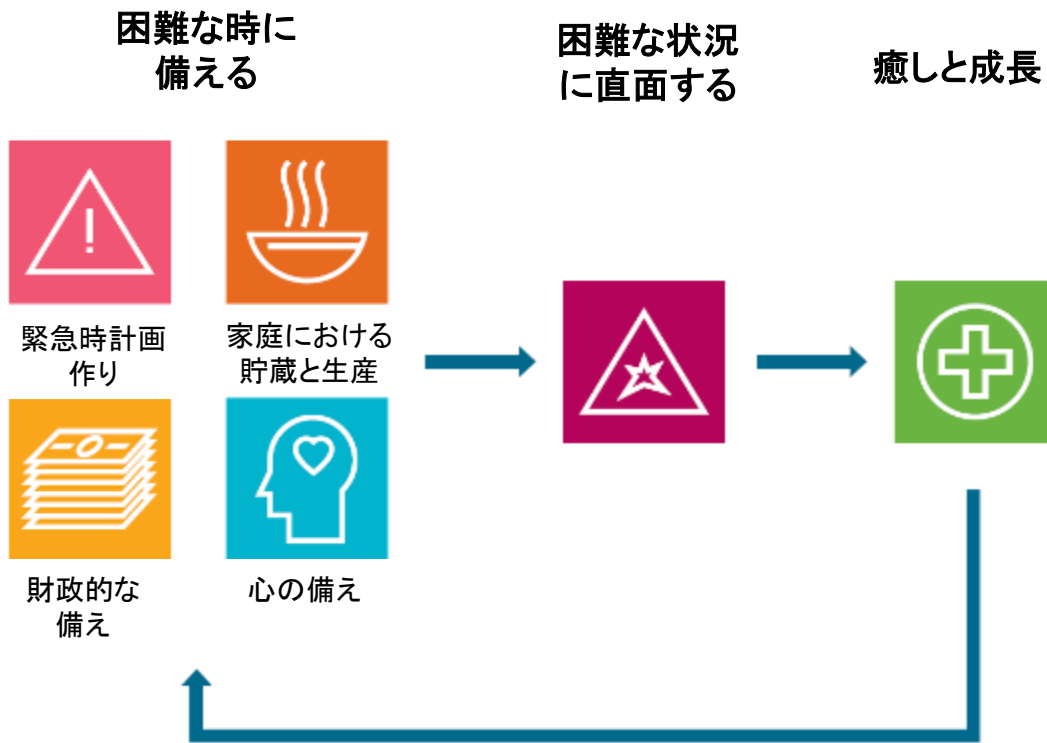 困難な時に
備える
困難な状況
に直面する
癒しと成長
緊急時計画
作り
家庭における
貯蔵と生産
財政的な
備え
心の備え